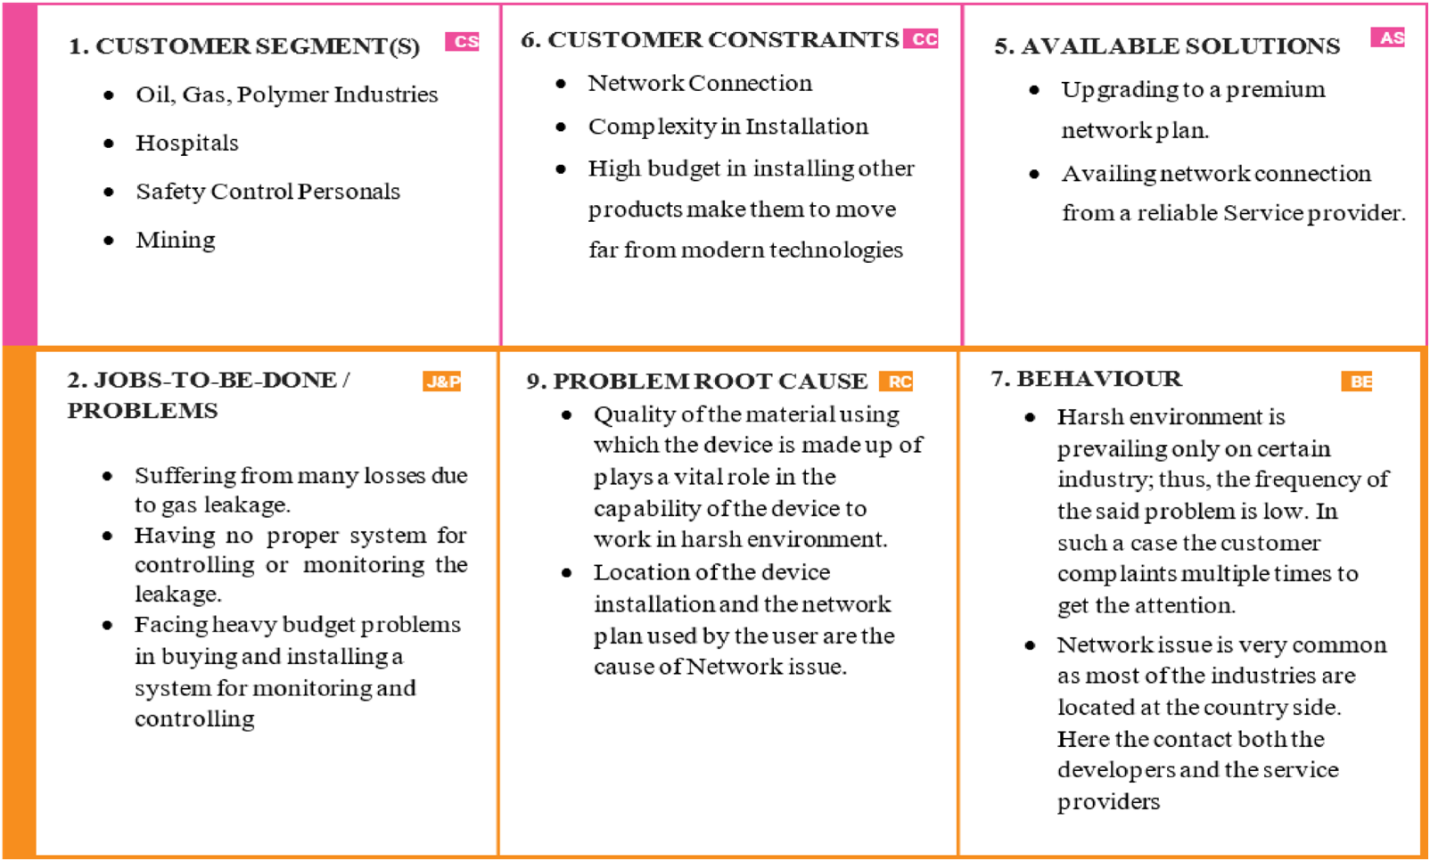 1. CUSTOMER SEGMENT(S) CS
• Oil, Gas, Polymer Industries
• Hospitals
• Safety Control Personals
• Mining
6. CUSTOMER CONSTRAINTS CC
• Network Connection
• Complexity in Installation
• High budget in installing other
products make them to move
far from modern technologies
5. AVAILABLE SOLUTIONS AS
• Upgrading to a premium
network plan.
• Availing network connection
from a reliable Service provider.
2. JOBS-TO-BE-DONE / J&P
PROBLEMS
• Suffering from many losses due
to gas leakage.
• Having no proper system for
controlling or monitoring the
leakage.
• Facing heavy budget problems
in buying and installing a
system for monitoring and
controlling
9. PROBLEM ROOT CAUSE RC
• Quality of the material using
which the device is made up of
plays a vital role in the
capability of the device to
work in harsh environment.
• Location of the device
installation and the network
plan used by the user are the
cause of Network issue.
7. BEHAVIOUR BE
• Harsh environment is
prevailing only on certain
industry; thus, the frequency of
the said problem is low. In
such a case the customer
complaints multiple times to
get the attention.
• Network issue is very common
as most of the industries are
located at the country side.
Here the contact both the
developers and the service
providers